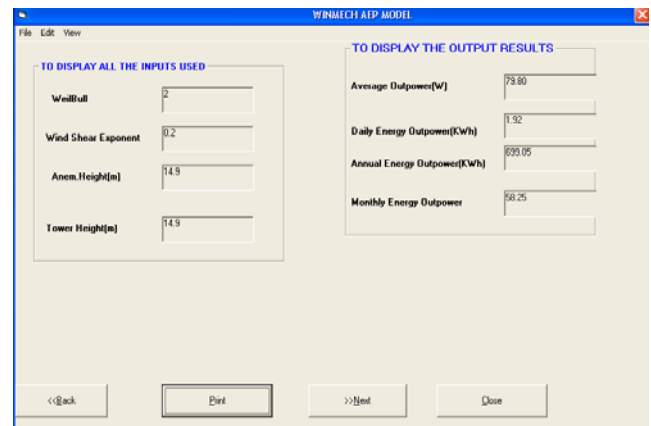 WINMECH AEP MODEL
File Edit View
TO DISPLAY ALL THE INPUTS USED
WeilBull 2
Wind Shear Exponent 0.2
Anem.Height(m) 14.9
Tower Height(m) 14.9
TO DISPLAY THE OUTPUT RESULTS
Average Outpower(W) 79.80
Daily Energy Outpower(KWh) 1.92
Annual Energy Outpower(KWh) 699.05
Monthly Energy Outpower 58.25
<<Back Print >>Next Close